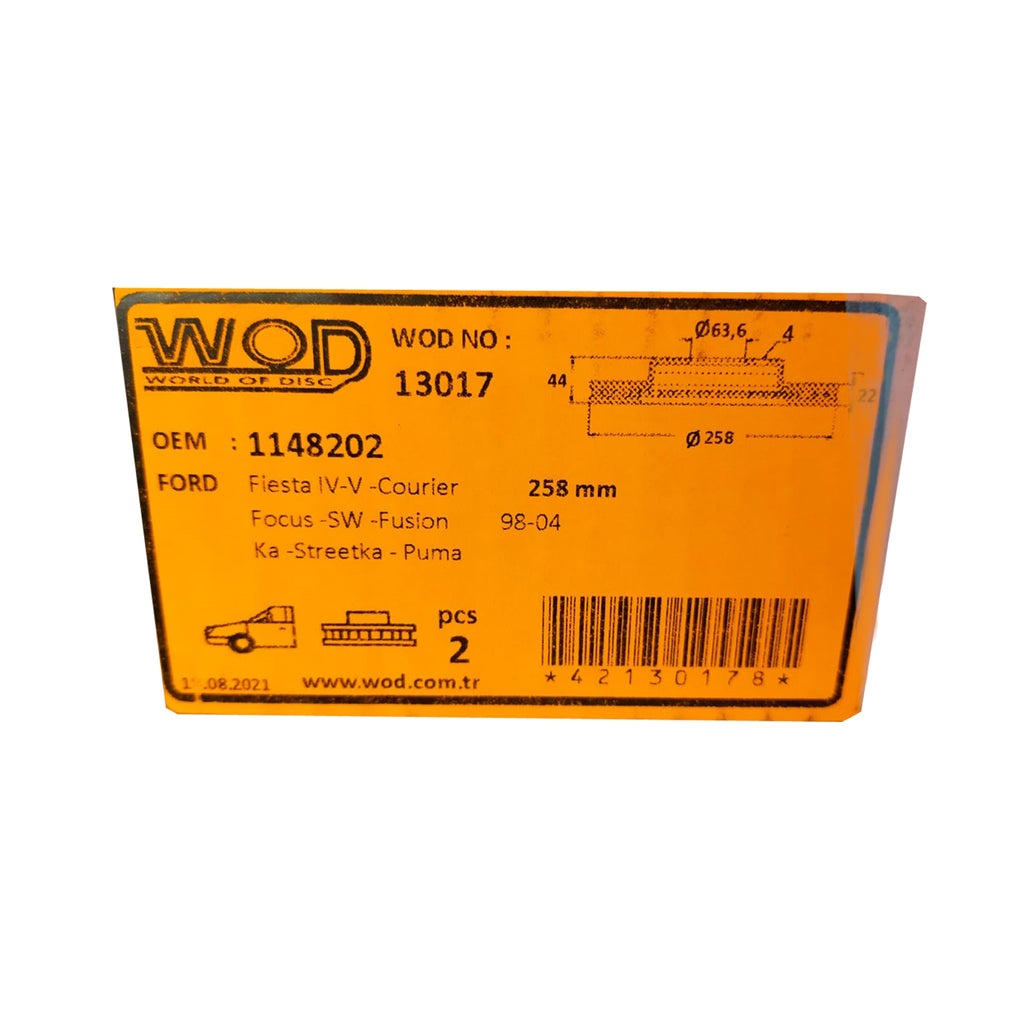 WOD
WORLD OF DISC
WOD NO :
13017
Ø63,6
4
44
22
Ø 258
OEM : 1148202
FORD Fiesta IV-V -Courier 258 mm
Focus -SW -Fusion 98-04
Ka -Streetka - Puma
pcs
2
.08.2021
www.wod.com.tr
*42130178*